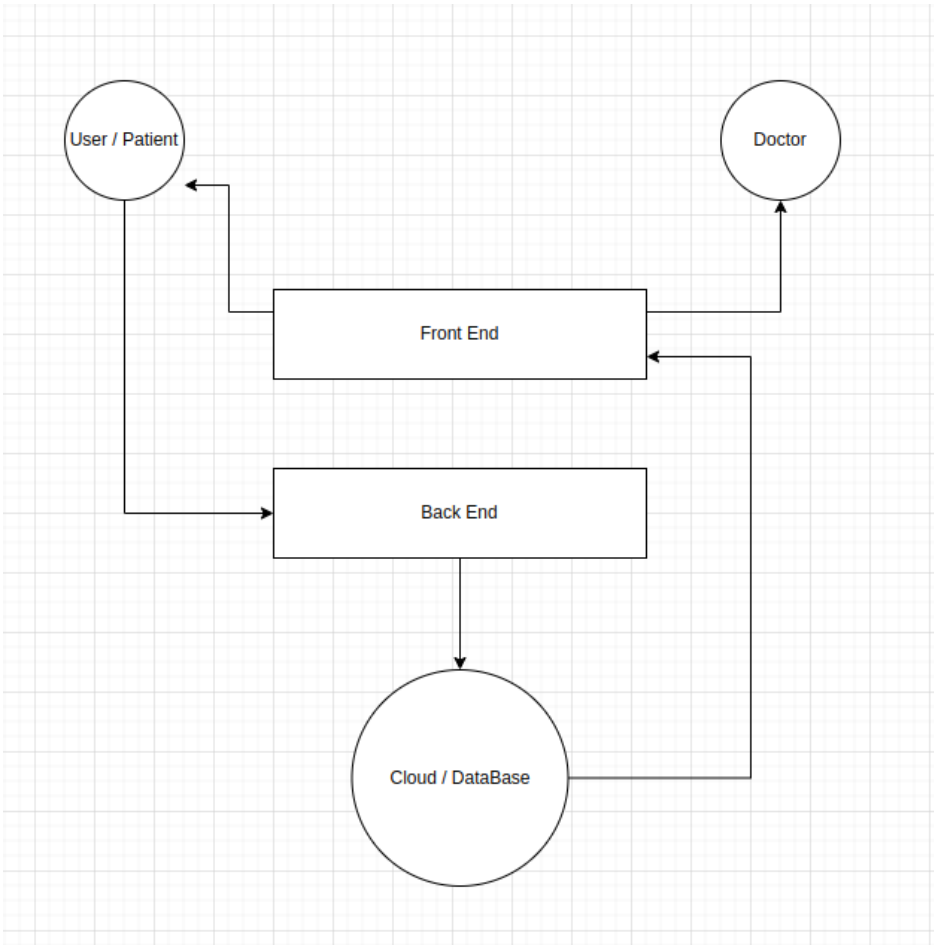 User / Patient
Doctor
Front End
Back End
Cloud / DataBase